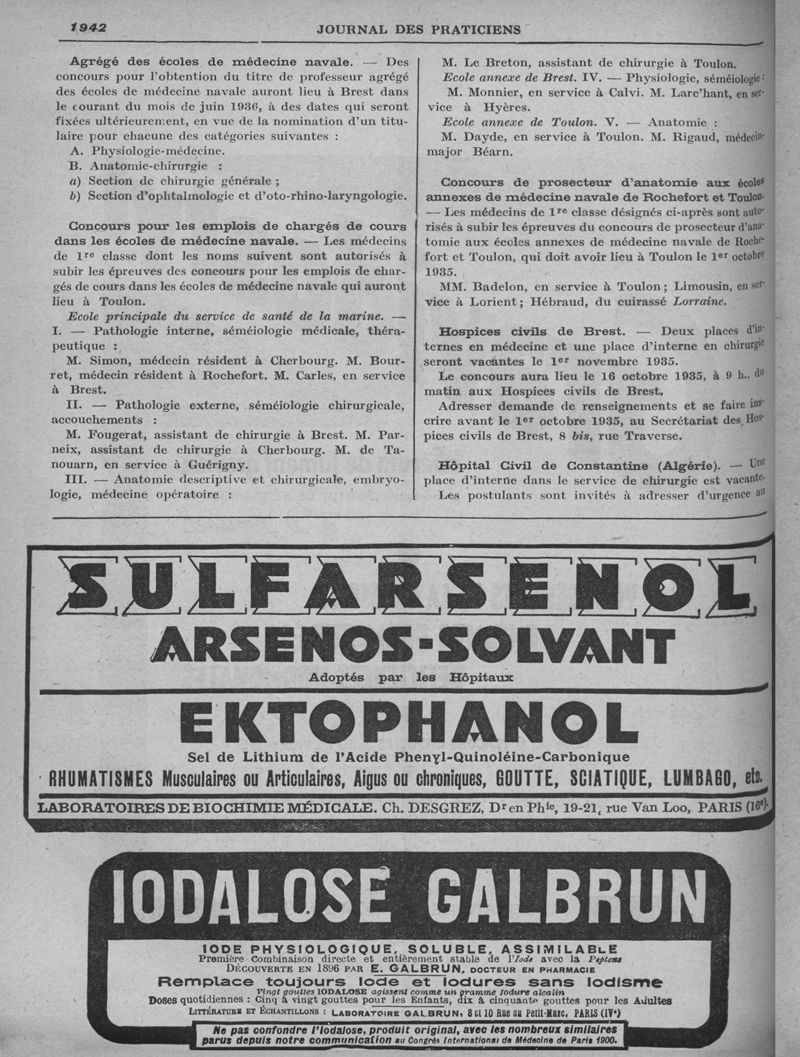 1942
JOURNAL DES PRATICIENS
Agrégé des écoles de médecine navale. — Des
concours pour l'obtention du titre de professeur agrégé
des écoles de médecine navale auront lieu à Brest dans
le courant du mois de juin 1936, à des dates qui seront
fixées ultérieurement, en vue de la nomination d'un titu-
laire pour chacune des catégories suivantes :
A. Physiologie-médecine.
B. Anatomie-chirurgie :
a) Section de chirurgie générale ;
b) Section d'ophtalmologie et d'oto-rhino-laryngologie.
Concours pour les emplois de chargés de cours
dans les écoles de médecine navale. — Les médecins
de 1re classe dont les noms suivent sont autorisés à
subir les épreuves des concours pour les emplois de char-
gés de cours dans les écoles de médecine navale qui auront
lieu à Toulon.
Ecole principale du service de santé de la marine. —
I. — Pathologie interne, séméiologie médicale, théra-
peutique :
M. Simon, médecin résident à Cherbourg. M. Bour-
ret, médecin résident à Rochefort. M. Carles, en service
à Brest.
II. — Pathologie externe, séméiologie chirurgicale,
accouchements :
M. Fougerat, assistant de chirurgie à Brest. M. Par-
neix, assistant de chirurgie à Cherbourg. M. de Ta-
nouarn, en service à Guérigny.
III. — Anatomie descriptive et chirurgicale, embryo-
logie, médecine opératoire :
M. Le Breton, assistant de chirurgie à Toulon.
Ecole annexe de Brest. IV. — Physiologie, séméiologie :
M. Monnier, en service à Calvi. M. Larc'hant, en ser-
vice à Hyères.
Ecole annexe de Toulon. V. — Anatomie :
M. Dayde, en service à Toulon. M. Rigaud, médecin-
major Béarn.
Concours de prosecteur d'anatomie aux écoles
annexes de médecine navale de Rochefort et Toulon.
— Les médecins de 1re classe désignés ci-après sont auto-
risés à subir les épreuves du concours de prosecteur d'ana-
tomie aux écoles annexes de médecine navale de Roche-
fort et Toulon, qui doit avoir lieu à Toulon le 1er octobre
1935.
MM. Badelon, en service à Toulon ; Limousin, en ser-
vice à Lorient ; Hébraud, du cuirassé Lorraine.
Hospices civils de Brest. — Deux places d'in-
ternes en médecine et une place d'interne en chirurgie
seront vacantes le 1er novembre 1935.
Le concours aura lieu le 16 octobre 1935, à 9 h., du
matin aux Hospices civils de Brest.
Adresser demande de renseignements et se faire ins-
crire avant le 1er octobre 1935, au Secrétariat des Hos-
pices civils de Brest, 8 bis, rue Traverse.
Hôpital Civil de Constantine (Algérie). — Une
place d'interne dans le service de chirurgie est vacante.
Les postulants sont invités à adresser d'urgence au
SULFARSENOL
ARSENOS-SOLVANT
Adoptés par les Hôpitaux
EKTOPHANOL
Sel de Lithium de l'Acide Phenyl-Quinoléine-Carbonique
RHUMATISMES Musculaires ou Articulaires, Aigus ou chroniques, GOUTTE, SCIATIQUE, LUMBAGO, etc.
LABORATOIRES DE BIOCHIMIE MÉDICALE. Ch. DESGREZ, Dr en Phie, 19-21, rue Van Loo, PARIS (16e).
IODALOSE GALBRUN
IODE PHYSIOLOGIQUE, SOLUBLE, ASSIMILABLE
Première Combinaison directe et entièrement stable de l'Iode avec la Peptone
DÉCOUVERTE EN 1896 PAR E. GALBRUN, DOCTEUR EN PHARMACIE
Remplace toujours Iode et Iodures sans Iodisme
Vingt gouttes IODALOSE agissent comme un gramme Iodure alcalin
Doses quotidiennes : Cinq à vingt gouttes pour les Enfants, dix à cinquante gouttes pour les Adultes
LITTÉRATURE ET ÉCHANTILLONS : LABORATOIRE GALBRUN, 8 et 10 Rue du Petit-Musc, PARIS (IVe)
Ne pas confondre l'Iodalose, produit original, avec les nombreux similaires
parus depuis notre communication au Congrès International de Médecine de Paris 1900.